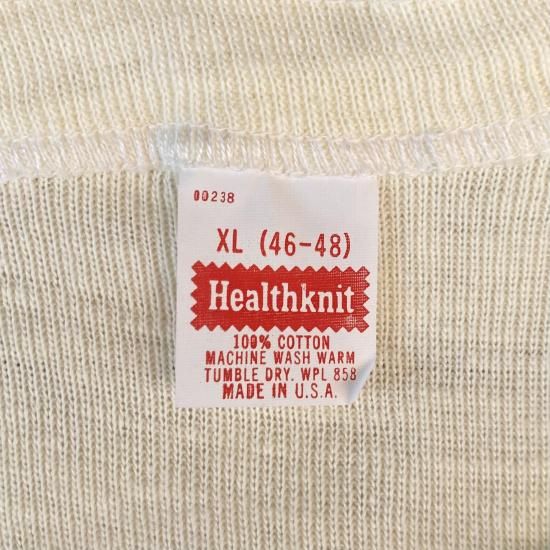 00238
XL (46-48)
Healthknit
100% COTTON
MACHINE WASH WARM
TUMBLE DRY. WPL 858
MADE IN U.S.A.